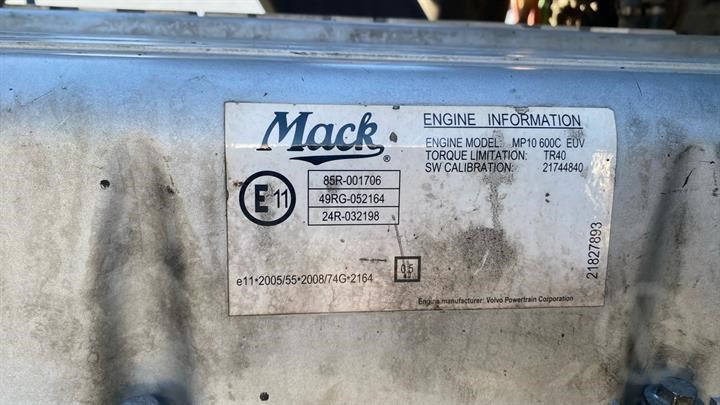 Mack®
ENGINE INFORMATION
ENGINE MODEL: MP10 600C EUV
TORQUE LIMITATION: TR40
SW CALIBRATION: 21744840
E 11
85R-001706
49RG-052164
24R-032198
0.5
e11*2005/55*2008/74G*2164
21827893
Engine manufacturer: Volvo Powertrain Corporation